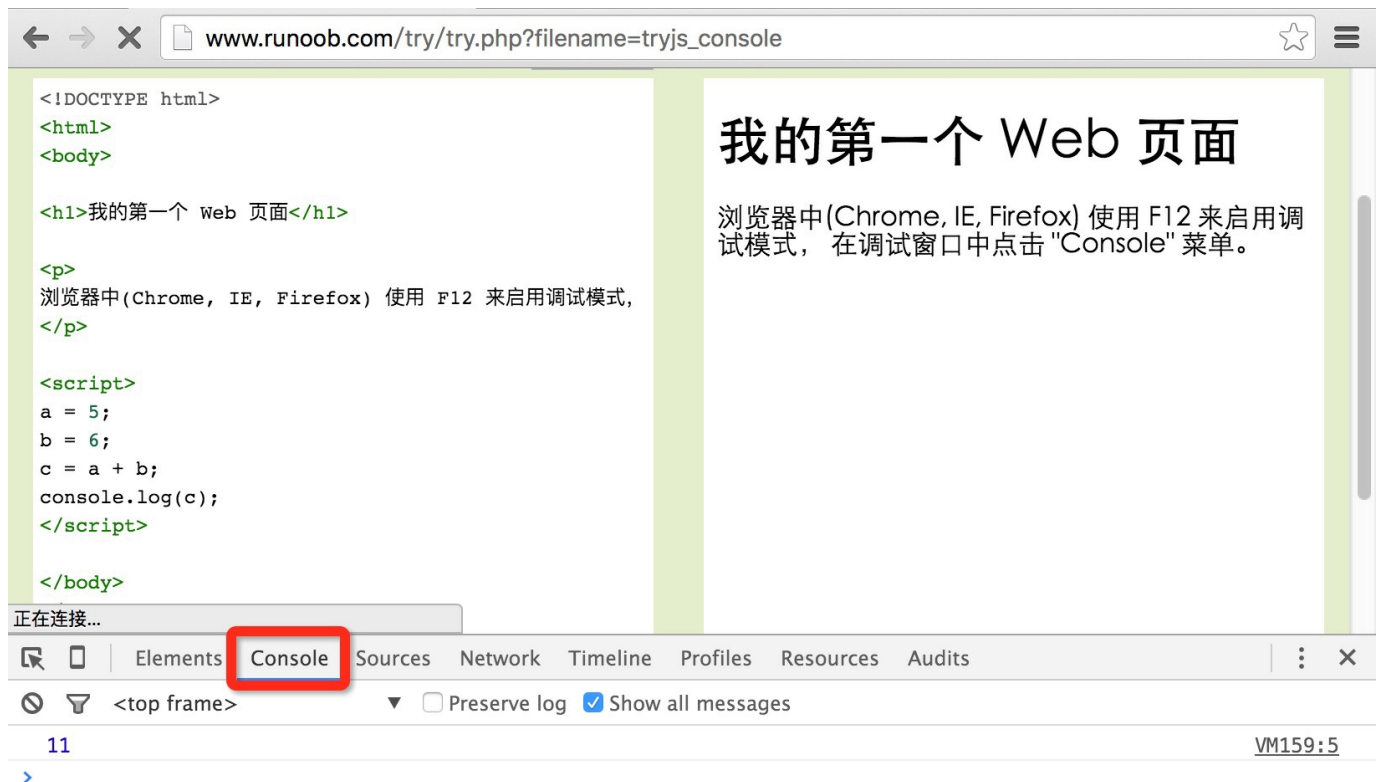 www.runoob.com/try/try.php?filename=tryjs_console
<!DOCTYPE html>
<html>
<body>
<h1>我的第一个 Web 页面</h1>
<p>
浏览器中(Chrome, IE, Firefox) 使用 F12 来启用调试模式,
</p>
<script>
a = 5;
b = 6;
c = a + b;
console.log(c);
</script>
</body>
我的第一个 Web 页面
浏览器中(Chrome, IE, Firefox) 使用 F12 来启用调
试模式， 在调试窗口中点击 "Console" 菜单。
正在连接...
Elements Console Sources Network Timeline Profiles Resources Audits
<top frame> ▼ Preserve log Show all messages
11 VM159:5
>